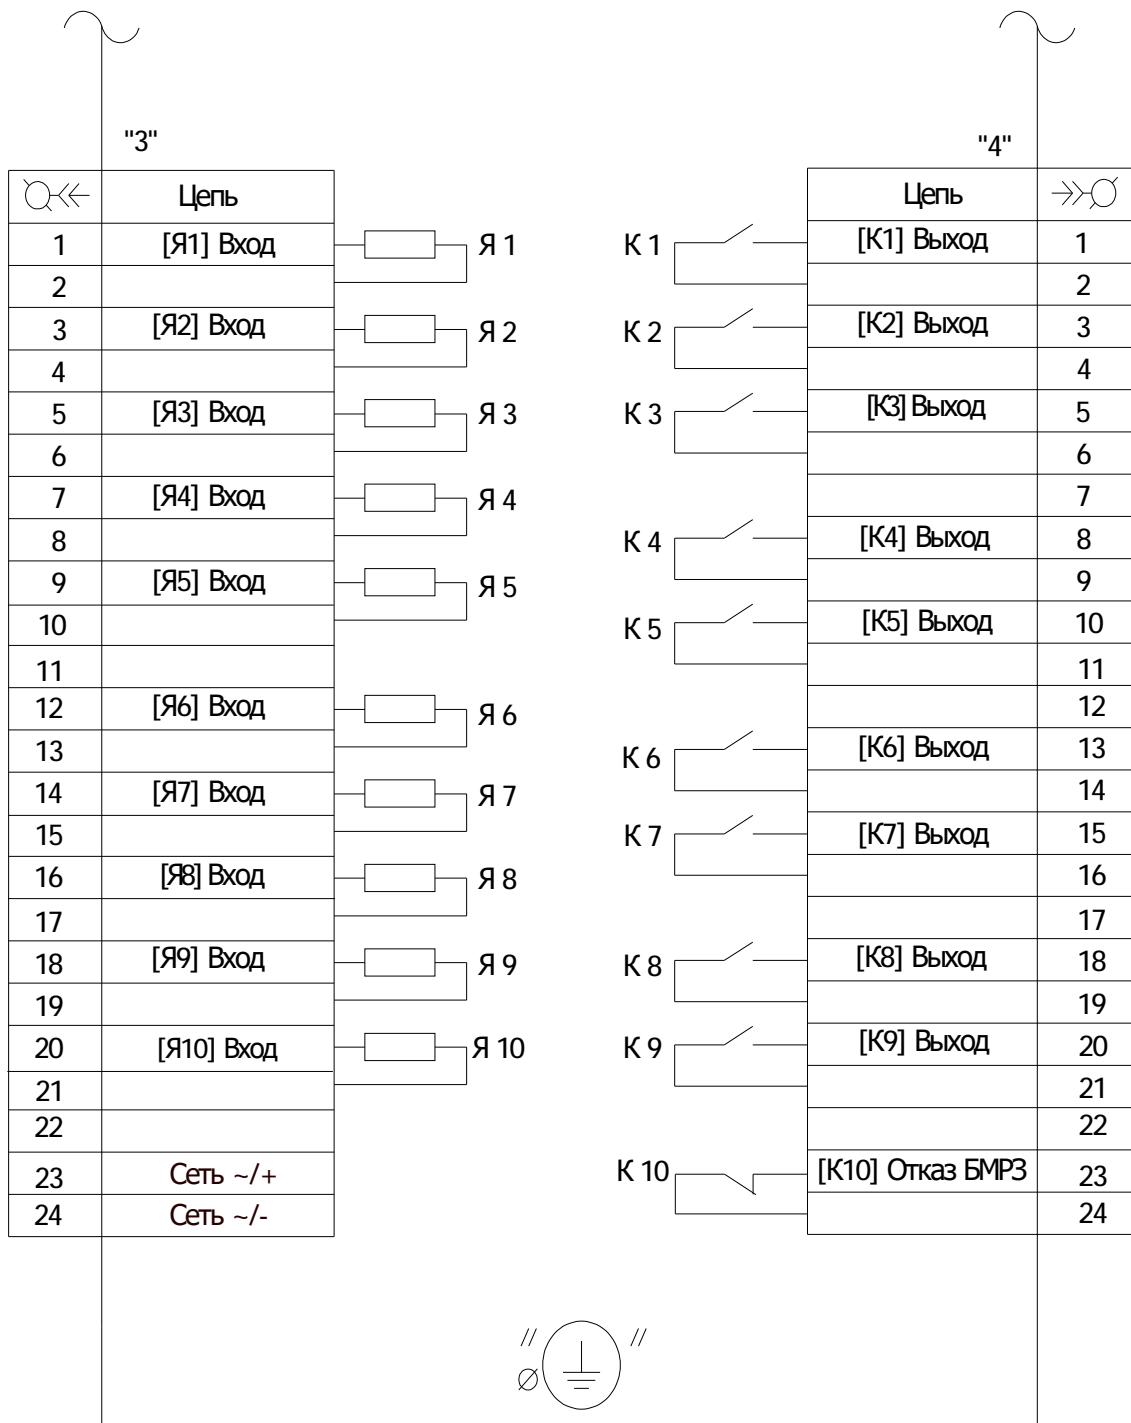 "3"
Цепь
1 [Я1] Вход Я 1
2
3 [Я2] Вход Я 2
4
5 [Я3] Вход Я 3
6
7 [Я4] Вход Я 4
8
9 [Я5] Вход Я 5
10
11
12 [Я6] Вход Я 6
13
14 [Я7] Вход Я 7
15
16 [Я8] Вход Я 8
17
18 [Я9] Вход Я 9
19
20 [Я10] Вход Я 10
21
22
23 Сеть ~/+
24 Сеть ~/-
"4"
Цепь
К 1 [К1] Выход 1
2
К 2 [К2] Выход 3
4
К 3 [К3] Выход 5
6
7
К 4 [К4] Выход 8
9
К 5 [К5] Выход 10
11
12
К 6 [К6] Выход 13
14
К 7 [К7] Выход 15
16
17
К 8 [К8] Выход 18
19
К 9 [К9] Выход 20
21
22
К 10 [К10] Отказ БМРЗ 23
24